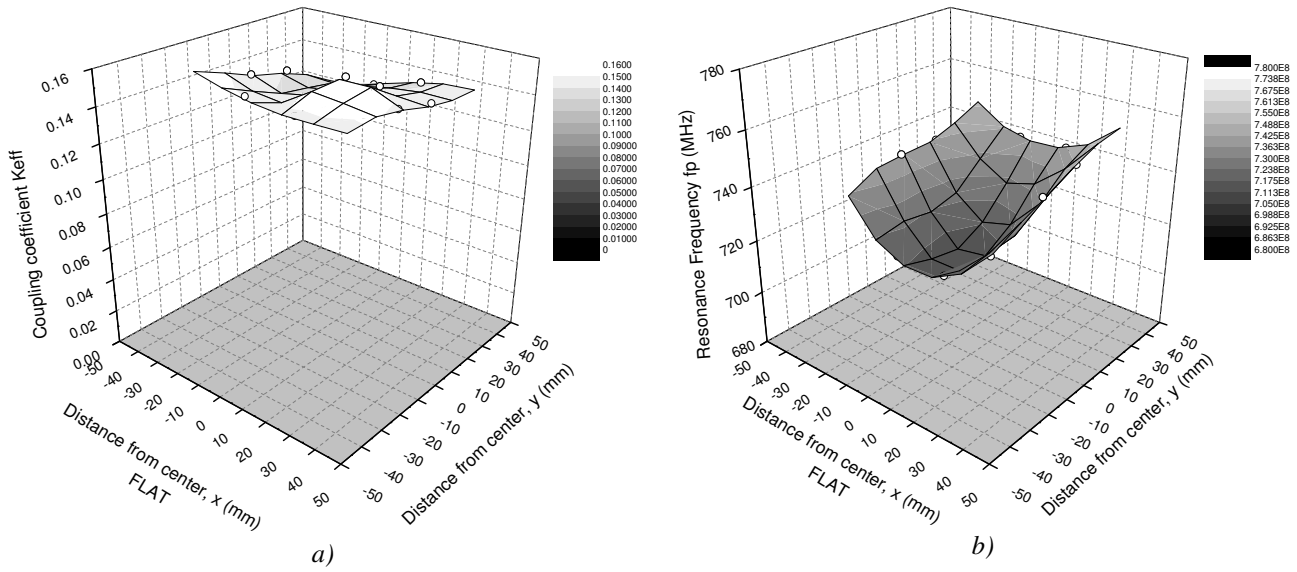 0.16
0.14
0.12
0.10
0.08
0.06
0.04
0.02
0.00
Coupling coefficient Keff
-50
-40
-30
-20
-10
0
10
20
30
40
50
Distance from center, x (mm)
FLAT
-50
-40
-30
-20
-10
0
10
20
30
40
50
Distance from center, y (mm)
0.1600
0.1500
0.1400
0.1300
0.1200
0.1100
0.1000
0.09000
0.08000
0.07000
0.06000
0.05000
0.04000
0.03000
0.02000
0.01000
0
a)
780
760
740
720
700
680
Resonance Frequency fp (MHz)
-50
-40
-30
-20
-10
0
10
20
30
40
50
Distance from center, x (mm)
FLAT
-50
-40
-30
-20
-10
0
10
20
30
40
50
Distance from center, y (mm)
7.800E8
7.738E8
7.675E8
7.613E8
7.550E8
7.488E8
7.425E8
7.363E8
7.300E8
7.238E8
7.175E8
7.113E8
7.050E8
6.988E8
6.925E8
6.863E8
6.800E8
b)